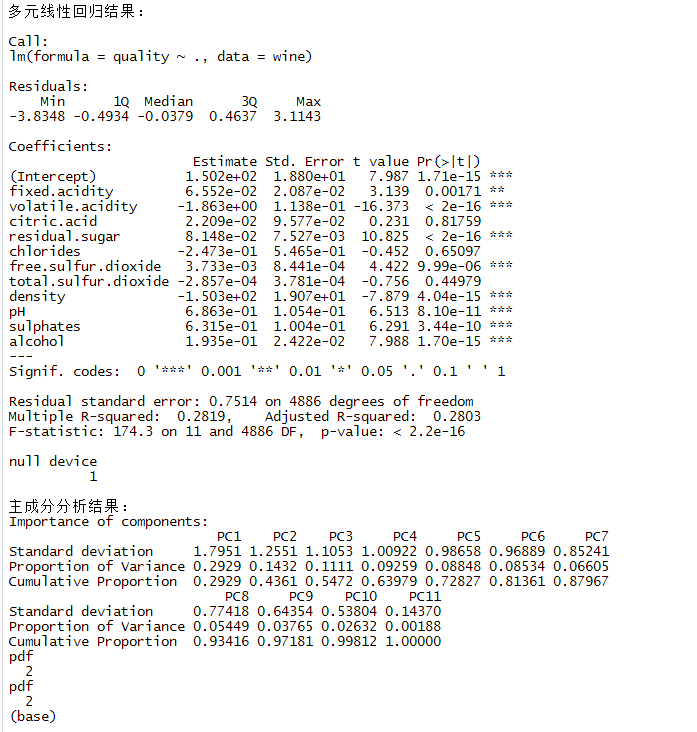 多元线性回归结果：
Call:
lm(formula = quality ~ ., data = wine)
Residuals:
    Min      1Q  Median      3Q     Max
-3.8348 -0.4934 -0.0379  0.4637  3.1143
Coefficients:
                       Estimate Std. Error t value Pr(>|t|)
(Intercept)           1.502e+02  1.880e+01   7.987 1.71e-15 ***
fixed.acidity         6.552e-02  2.087e-02   3.139  0.00171 **
volatile.acidity     -1.863e+00  1.138e-01 -16.373  < 2e-16 ***
citric.acid           2.209e-02  9.577e-02   0.231  0.81759
residual.sugar        8.148e-02  7.527e-03  10.825  < 2e-16 ***
chlorides            -2.473e-01  5.465e-01  -0.452  0.65097
free.sulfur.dioxide   3.733e-03  8.441e-04   4.422 9.99e-06 ***
total.sulfur.dioxide -2.857e-04  3.781e-04  -0.756  0.44979
density              -1.503e+02  1.907e+01  -7.879 4.04e-15 ***
pH                    6.863e-01  1.054e-01   6.513 8.10e-11 ***
sulphates             6.315e-01  1.004e-01   6.291 3.44e-10 ***
alcohol               1.935e-01  2.422e-02   7.988 1.70e-15 ***
---
Signif. codes:  0 '***' 0.001 '**' 0.01 '*' 0.05 '.' 0.1 ' ' 1
Residual standard error: 0.7514 on 4886 degrees of freedom
Multiple R-squared:  0.2819,    Adjusted R-squared:  0.2803
F-statistic: 174.3 on 11 and 4886 DF,  p-value: < 2.2e-16
null device
          1
主成分分析结果：
Importance of components:
                          PC1    PC2    PC3     PC4     PC5     PC6     PC7
Standard deviation     1.7951 1.2551 1.1053 1.00922 0.98658 0.96889 0.85241
Proportion of Variance 0.2929 0.1432 0.1111 0.09259 0.08848 0.08534 0.06605
Cumulative Proportion  0.2929 0.4361 0.5472 0.63979 0.72827 0.81361 0.87967
                           PC8     PC9    PC10    PC11
Standard deviation     0.77418 0.64354 0.53804 0.14370
Proportion of Variance 0.05449 0.03765 0.02632 0.00188
Cumulative Proportion  0.93416 0.97181 0.99812 1.00000
pdf
  2
pdf
  2
(base)